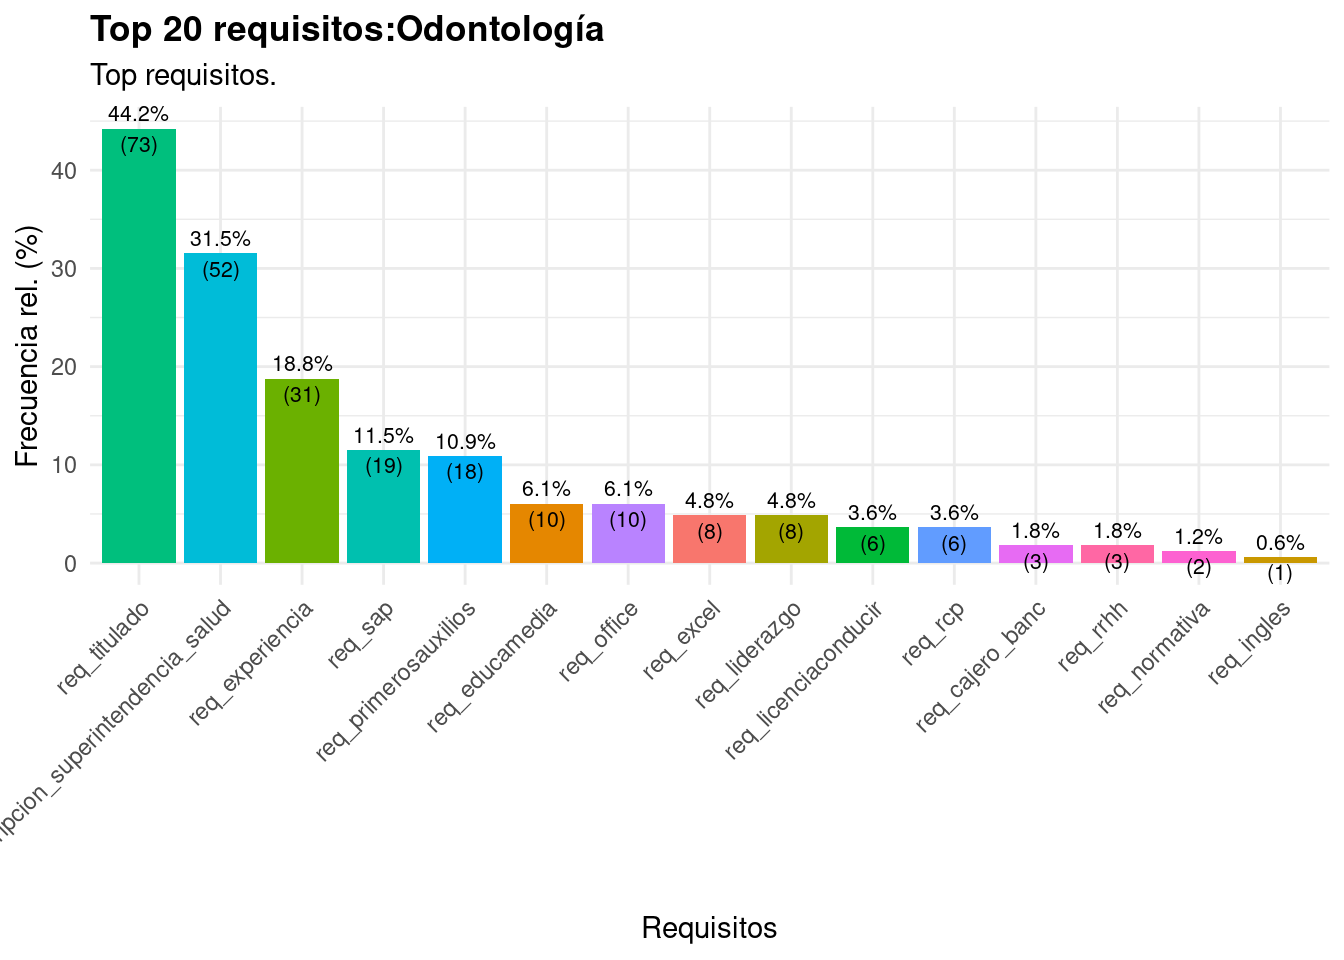 Top 20 requisitos:Odontología
Top requisitos.
Frecuencia rel. (%)
40
30
20
10
0
44.2%
(73)
31.5%
(52)
18.8%
(31)
11.5%
(19)
10.9%
(18)
6.1%
(10)
6.1%
(10)
4.8%
(8)
4.8%
(8)
3.6%
(6)
3.6%
(6)
1.8%
(3)
1.8%
(3)
1.2%
(2)
0.6%
(1)
req_titulado
ipcion_superintendencia_salud
req_experiencia
req_sap
req_primerosauxilios
req_educamedia
req_office
req_excel
req_liderazgo
req_licenciaconducir
req_rcp
req_cajero_banc
req_rrhh
req_normativa
req_ingles
Requisitos